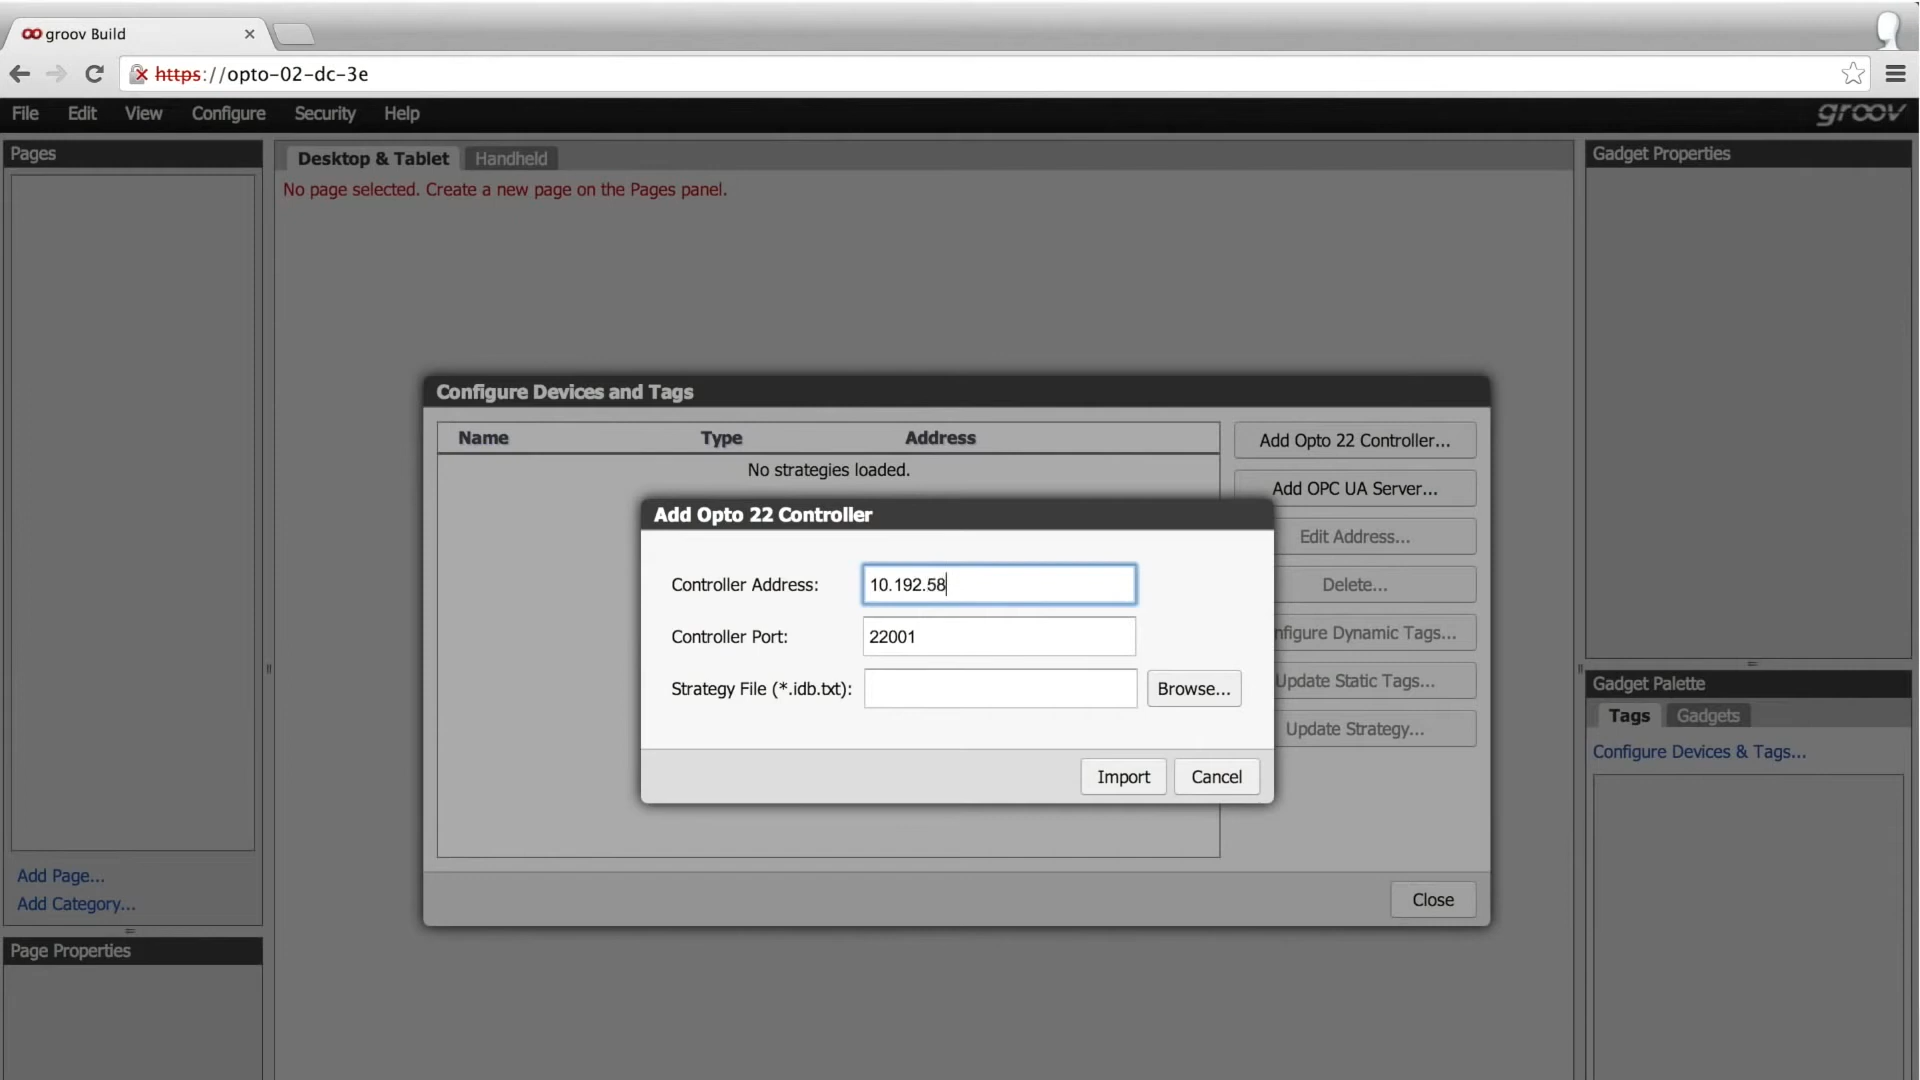 groov Build
https://opto-02-dc-3e
File Edit View Configure Security Help
groov
Pages
Desktop & Tablet Handheld
Gadget Properties
No page selected. Create a new page on the Pages panel.
Configure Devices and Tags
Name Type Address
No strategies loaded.
Add Opto 22 Controller...
Add OPC UA Server...
Edit Address...
Delete...
nfigure Dynamic Tags...
Update Static Tags...
Update Strategy...
Add Opto 22 Controller
Controller Address: 10.192.58
Controller Port: 22001
Strategy File (*.idb.txt): Browse...
Import Cancel
Close
Gadget Palette
Tags Gadgets
Configure Devices & Tags...
Add Page...
Add Category...
Page Properties